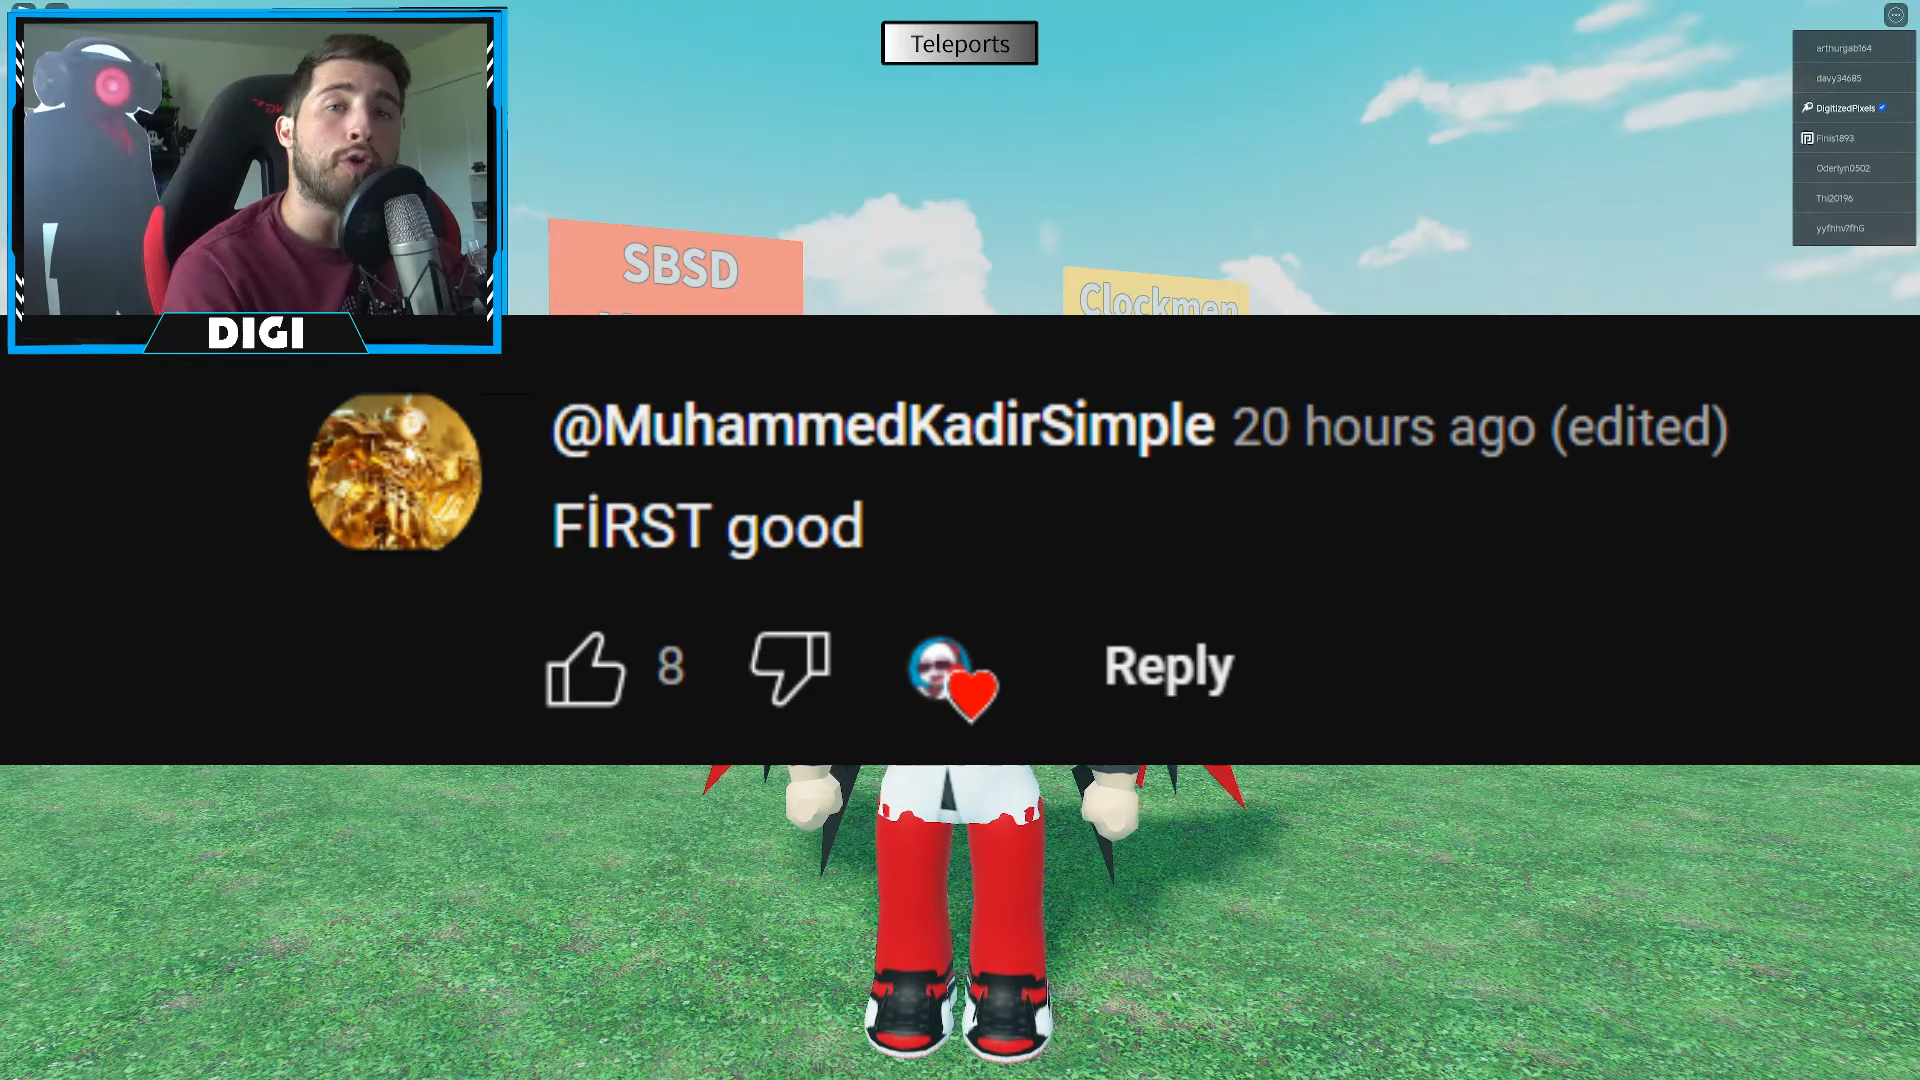 Teleports
arthurgab164
davy34685
DigitizedPixels
Finis1893
Oderlyn0502
Thi20196
yyfnhv7fhG
SBSD
Clockmen
DIGI
@MuhammedKadirSimple 20 hours ago (edited)
FİRST good
8
Reply